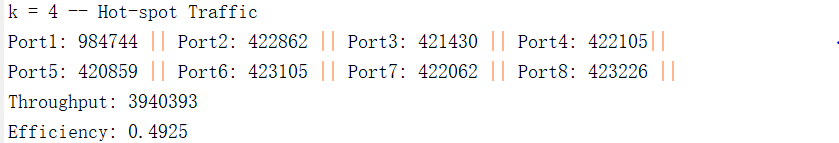 k = 4 -- Hot-spot Traffic
Port1: 984744 || Port2: 422862 || Port3: 421430 || Port4: 422105||
Port5: 420859 || Port6: 423105 || Port7: 422062 || Port8: 423226 ||
Throughput: 3940393
Efficiency: 0.4925